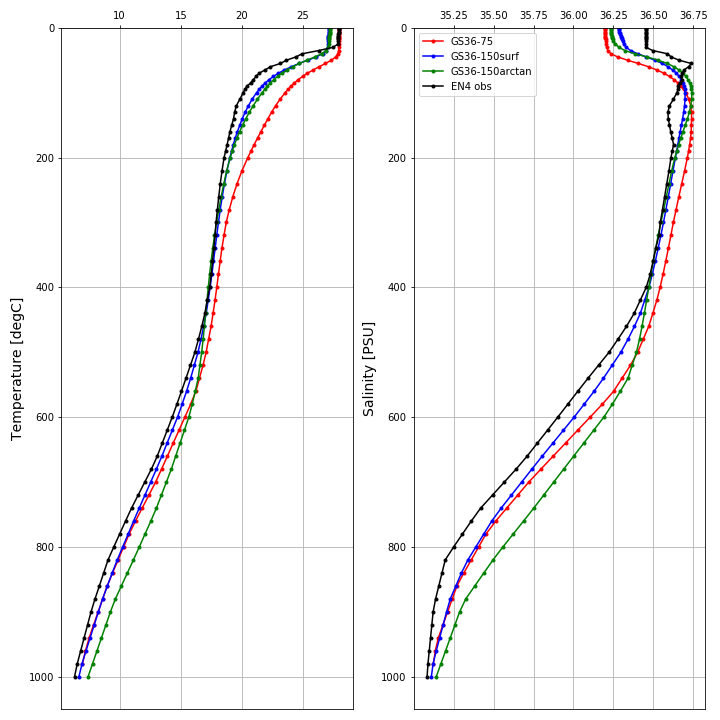 10 15 20 25
35.25 35.50 35.75 36.00 36.25 36.50 36.75
0
200
400
600
800
1000
Temperature [degC]
0
200
400
600
800
1000
Salinity [PSU]
GS36-75
GS36-150surf
GS36-150arctan
EN4 obs